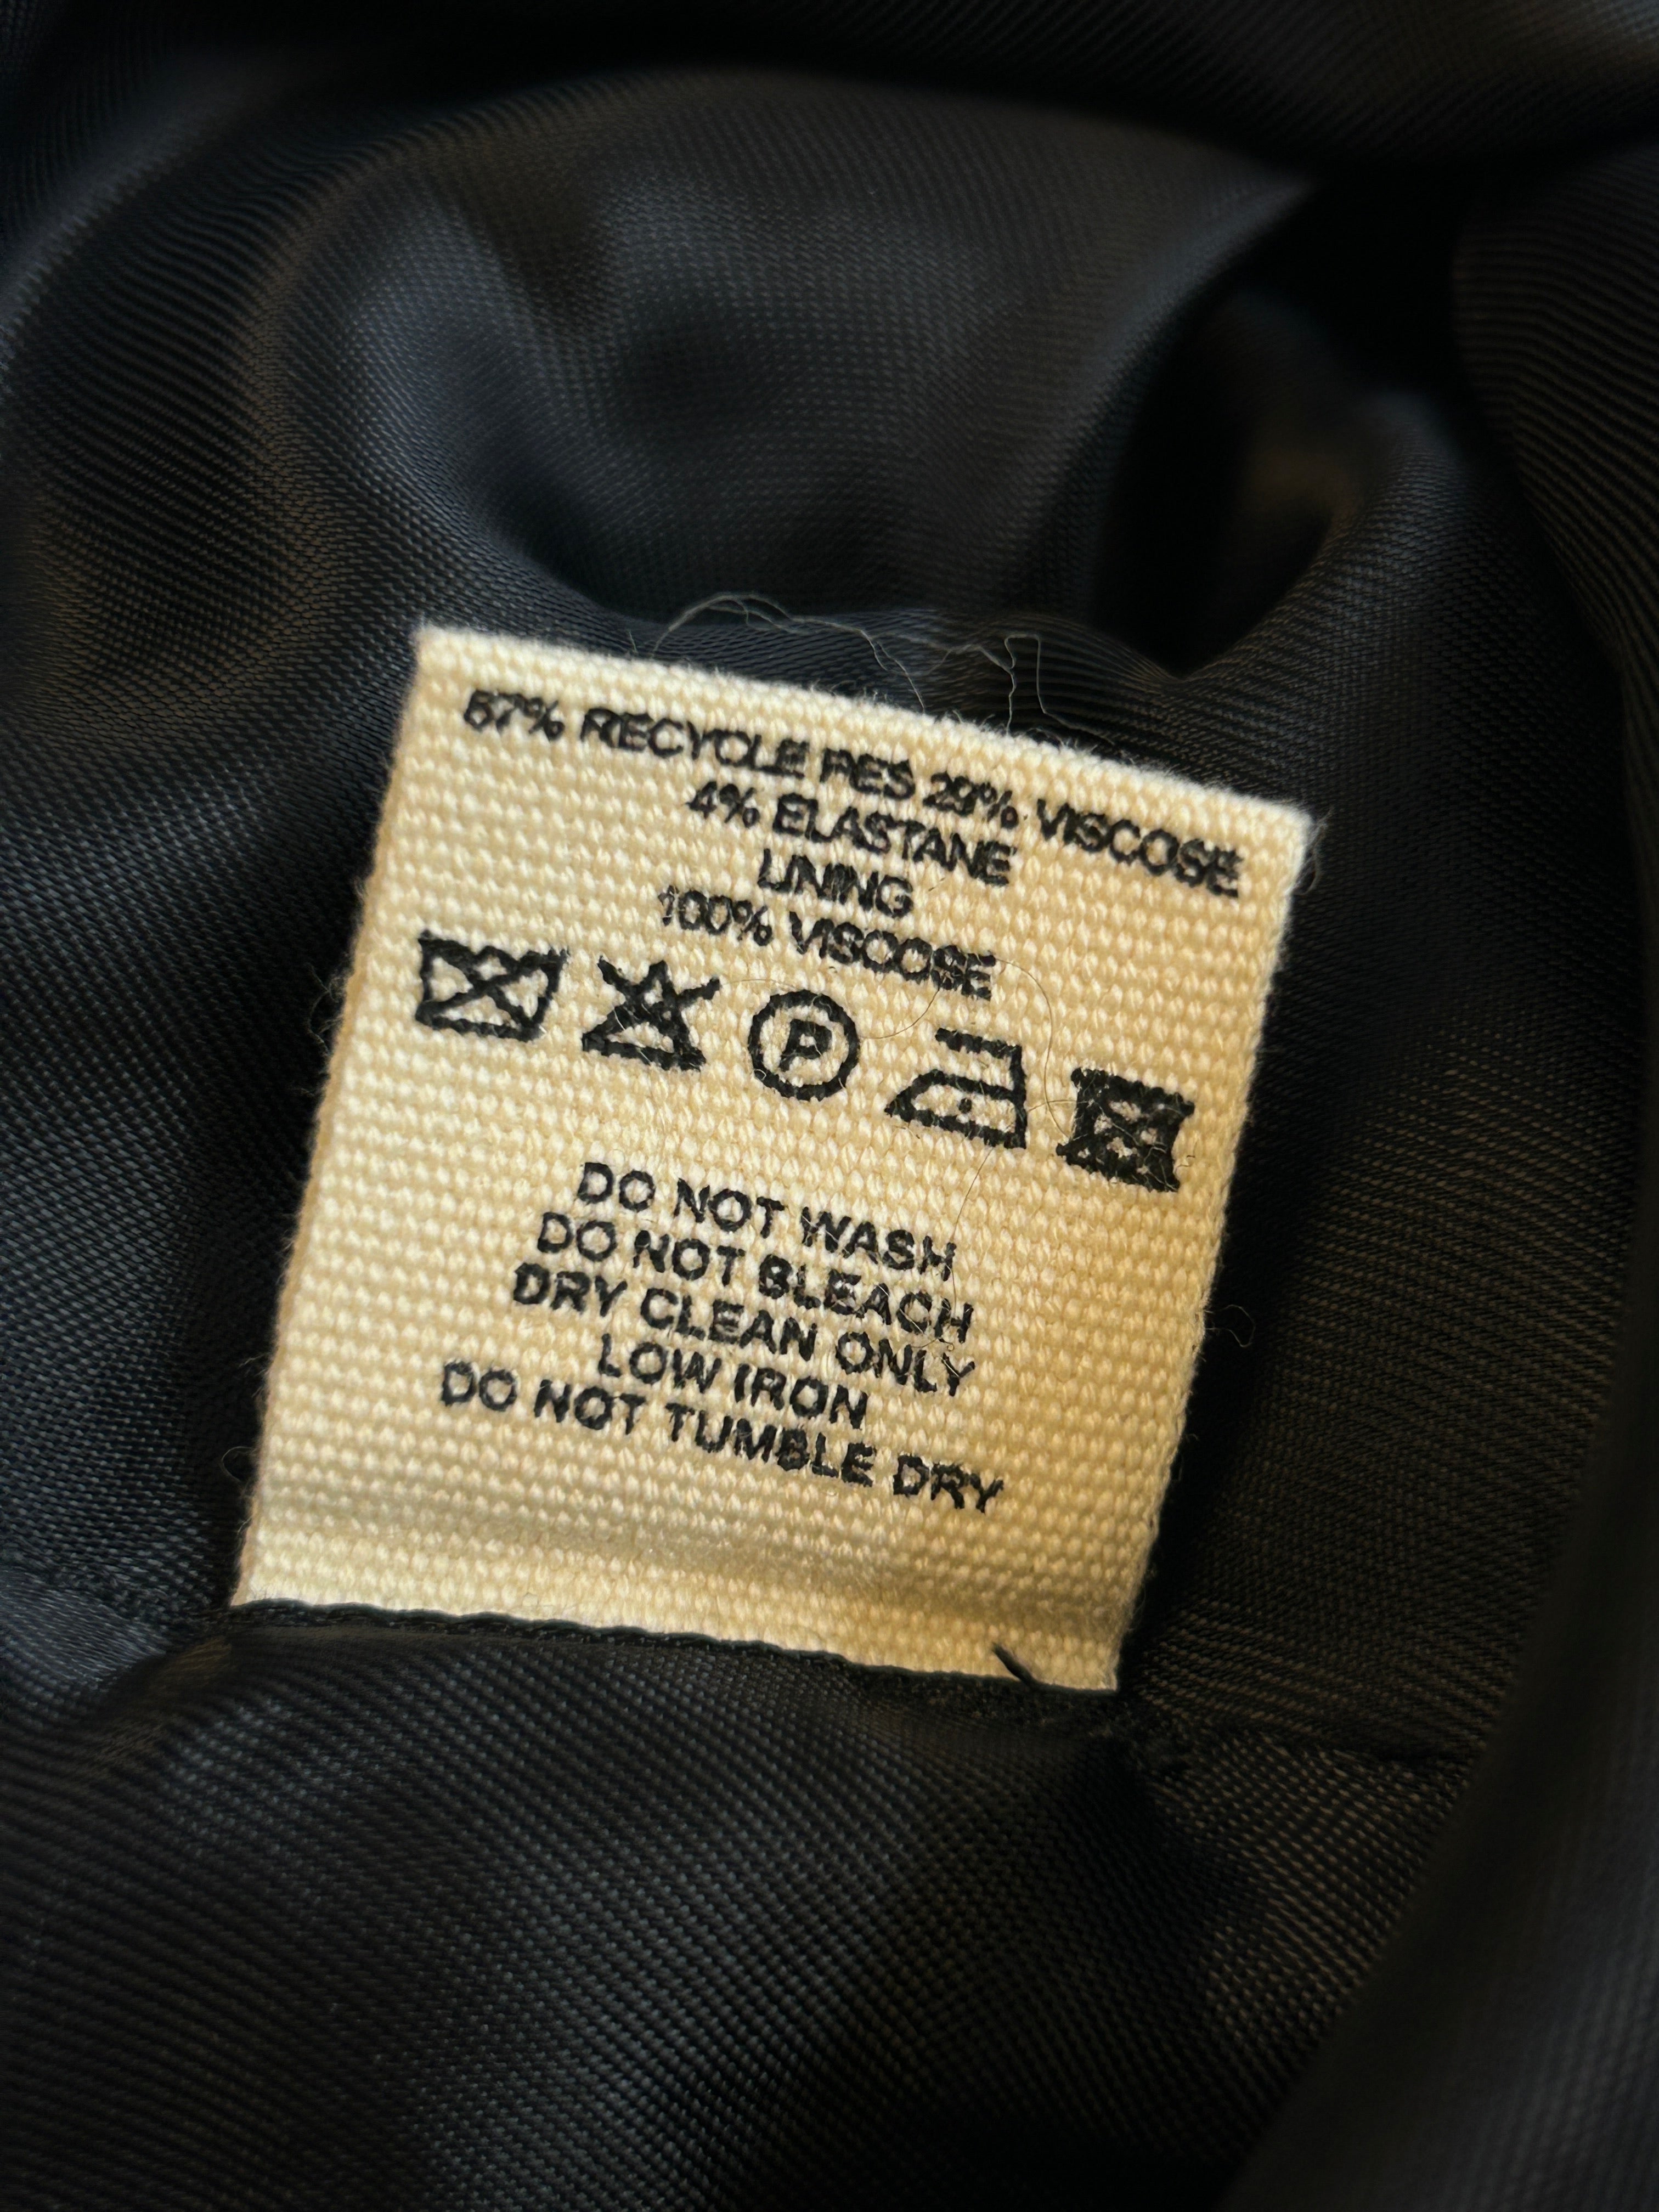 67% RECYCLE PES 29% VISCOSE
4% ELASTANE
LINING
100% VISCOSE
P
DO NOT WASH
DO NOT BLEACH
DRY CLEAN ONLY
LOW IRON
DO NOT TUMBLE DRY